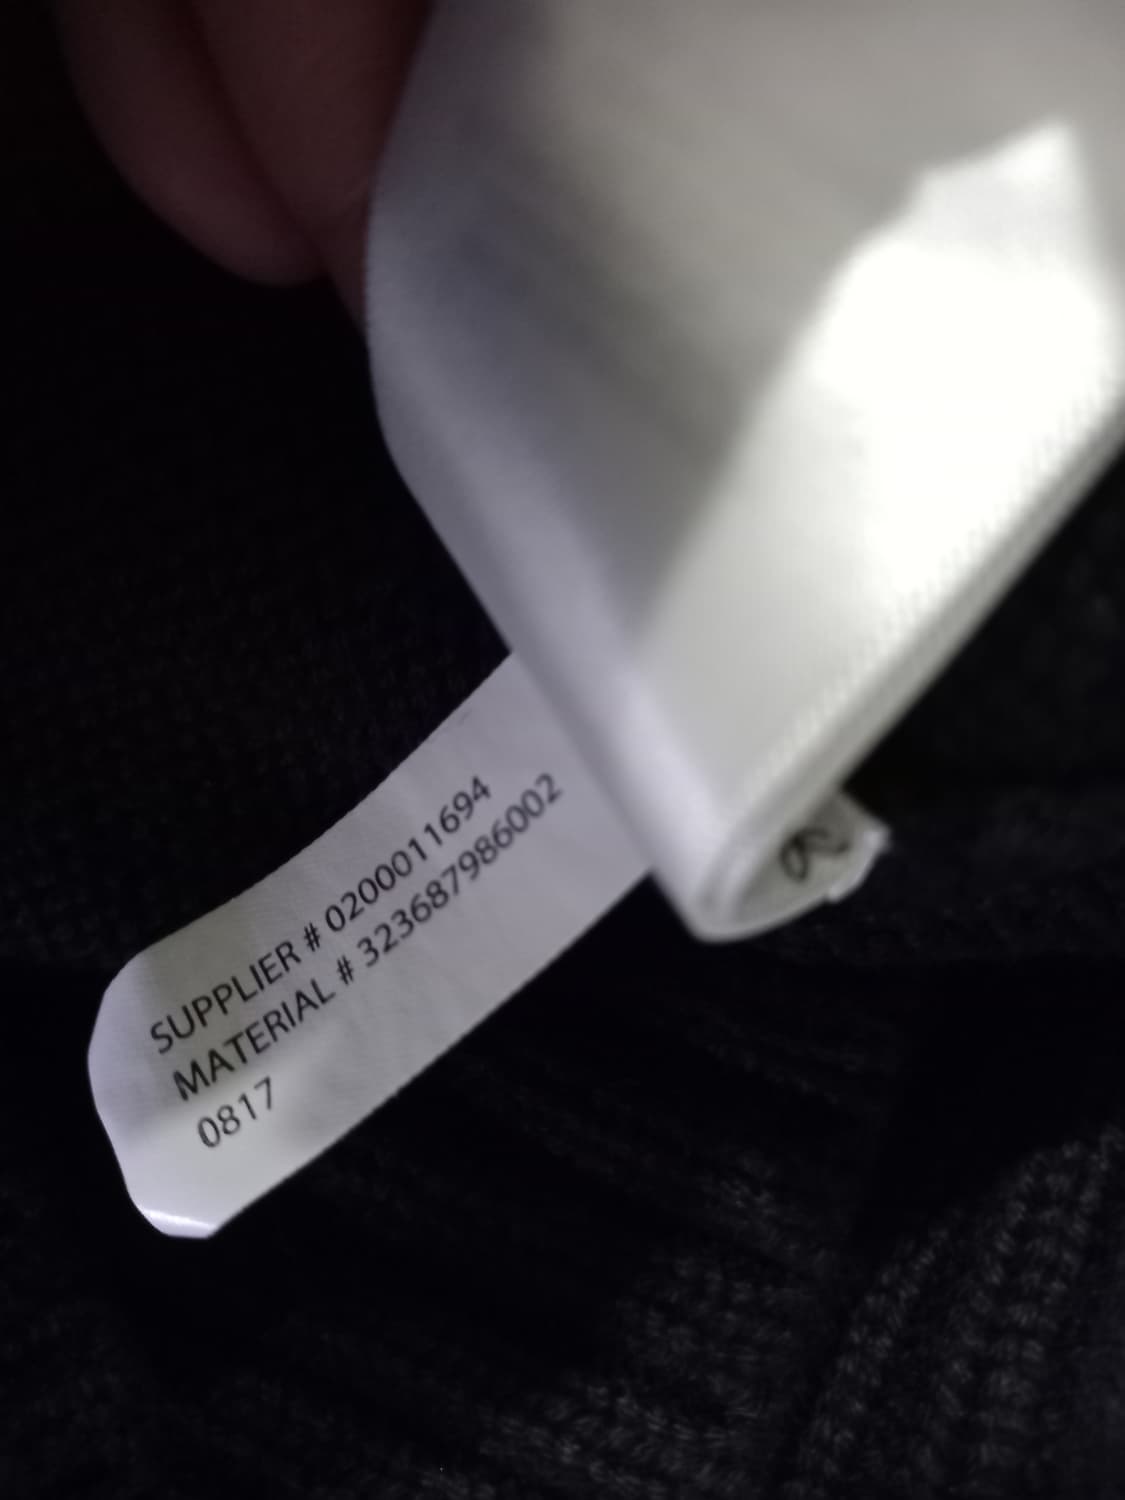 SUPPLIER # 0200011694
MATERIAL # 323687986002
0817